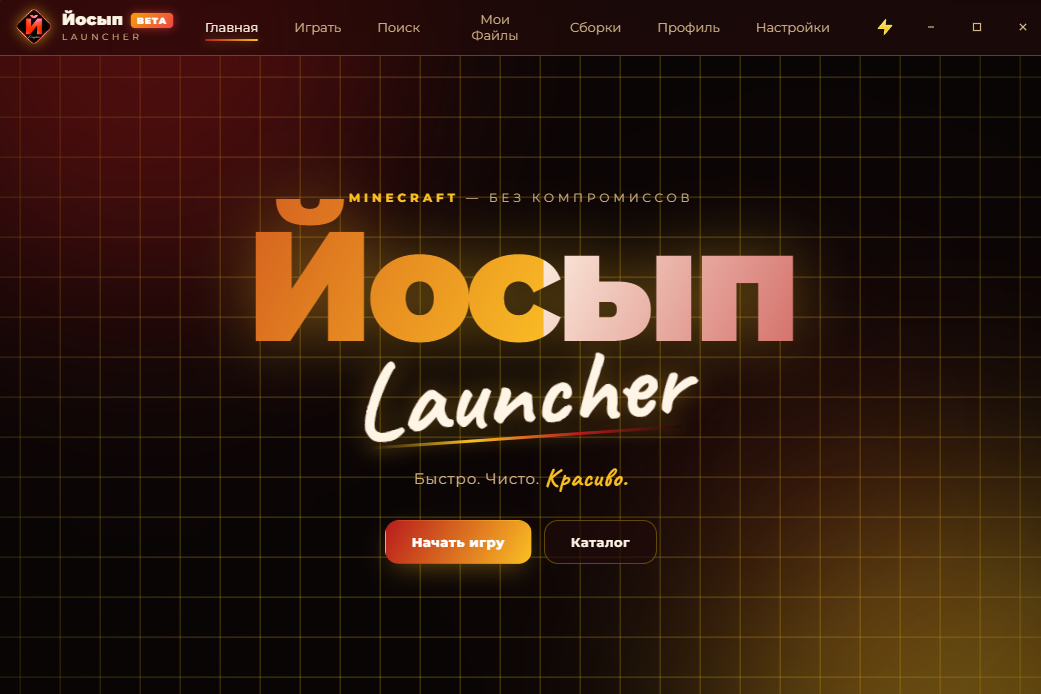 Йосып BETA
LAUNCHER
Главная Играть Поиск Мои Файлы Сборки Профиль Настройки
MINECRAFT — БЕЗ КОМПРОМИССОВ
Йосып
Launcher
Быстро. Чисто. Красиво.
Начать игру Каталог